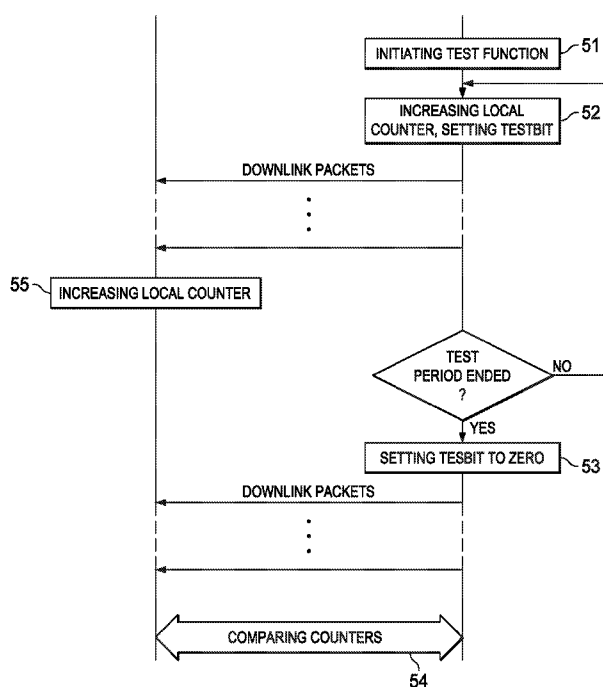 INITIATING TEST FUNCTION
51
INCREASING LOCAL
COUNTER, SETTING TESTBIT
52
DOWNLINK PACKETS
55
INCREASING LOCAL COUNTER
TEST
PERIOD ENDED
?
NO
YES
SETTING TESBIT TO ZERO
53
DOWNLINK PACKETS
COMPARING COUNTERS
54